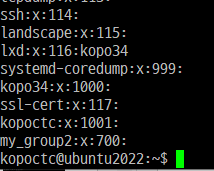 ssh:x:114:
landscape:x:115:
lxd:x:116:kopo34
systemd-coredump:x:999:
kopo34:x:1000:
ssl-cert:x:117:
kopoctc:x:1001:
my_group2:x:700:
kopoctc@ubuntu2022:~$